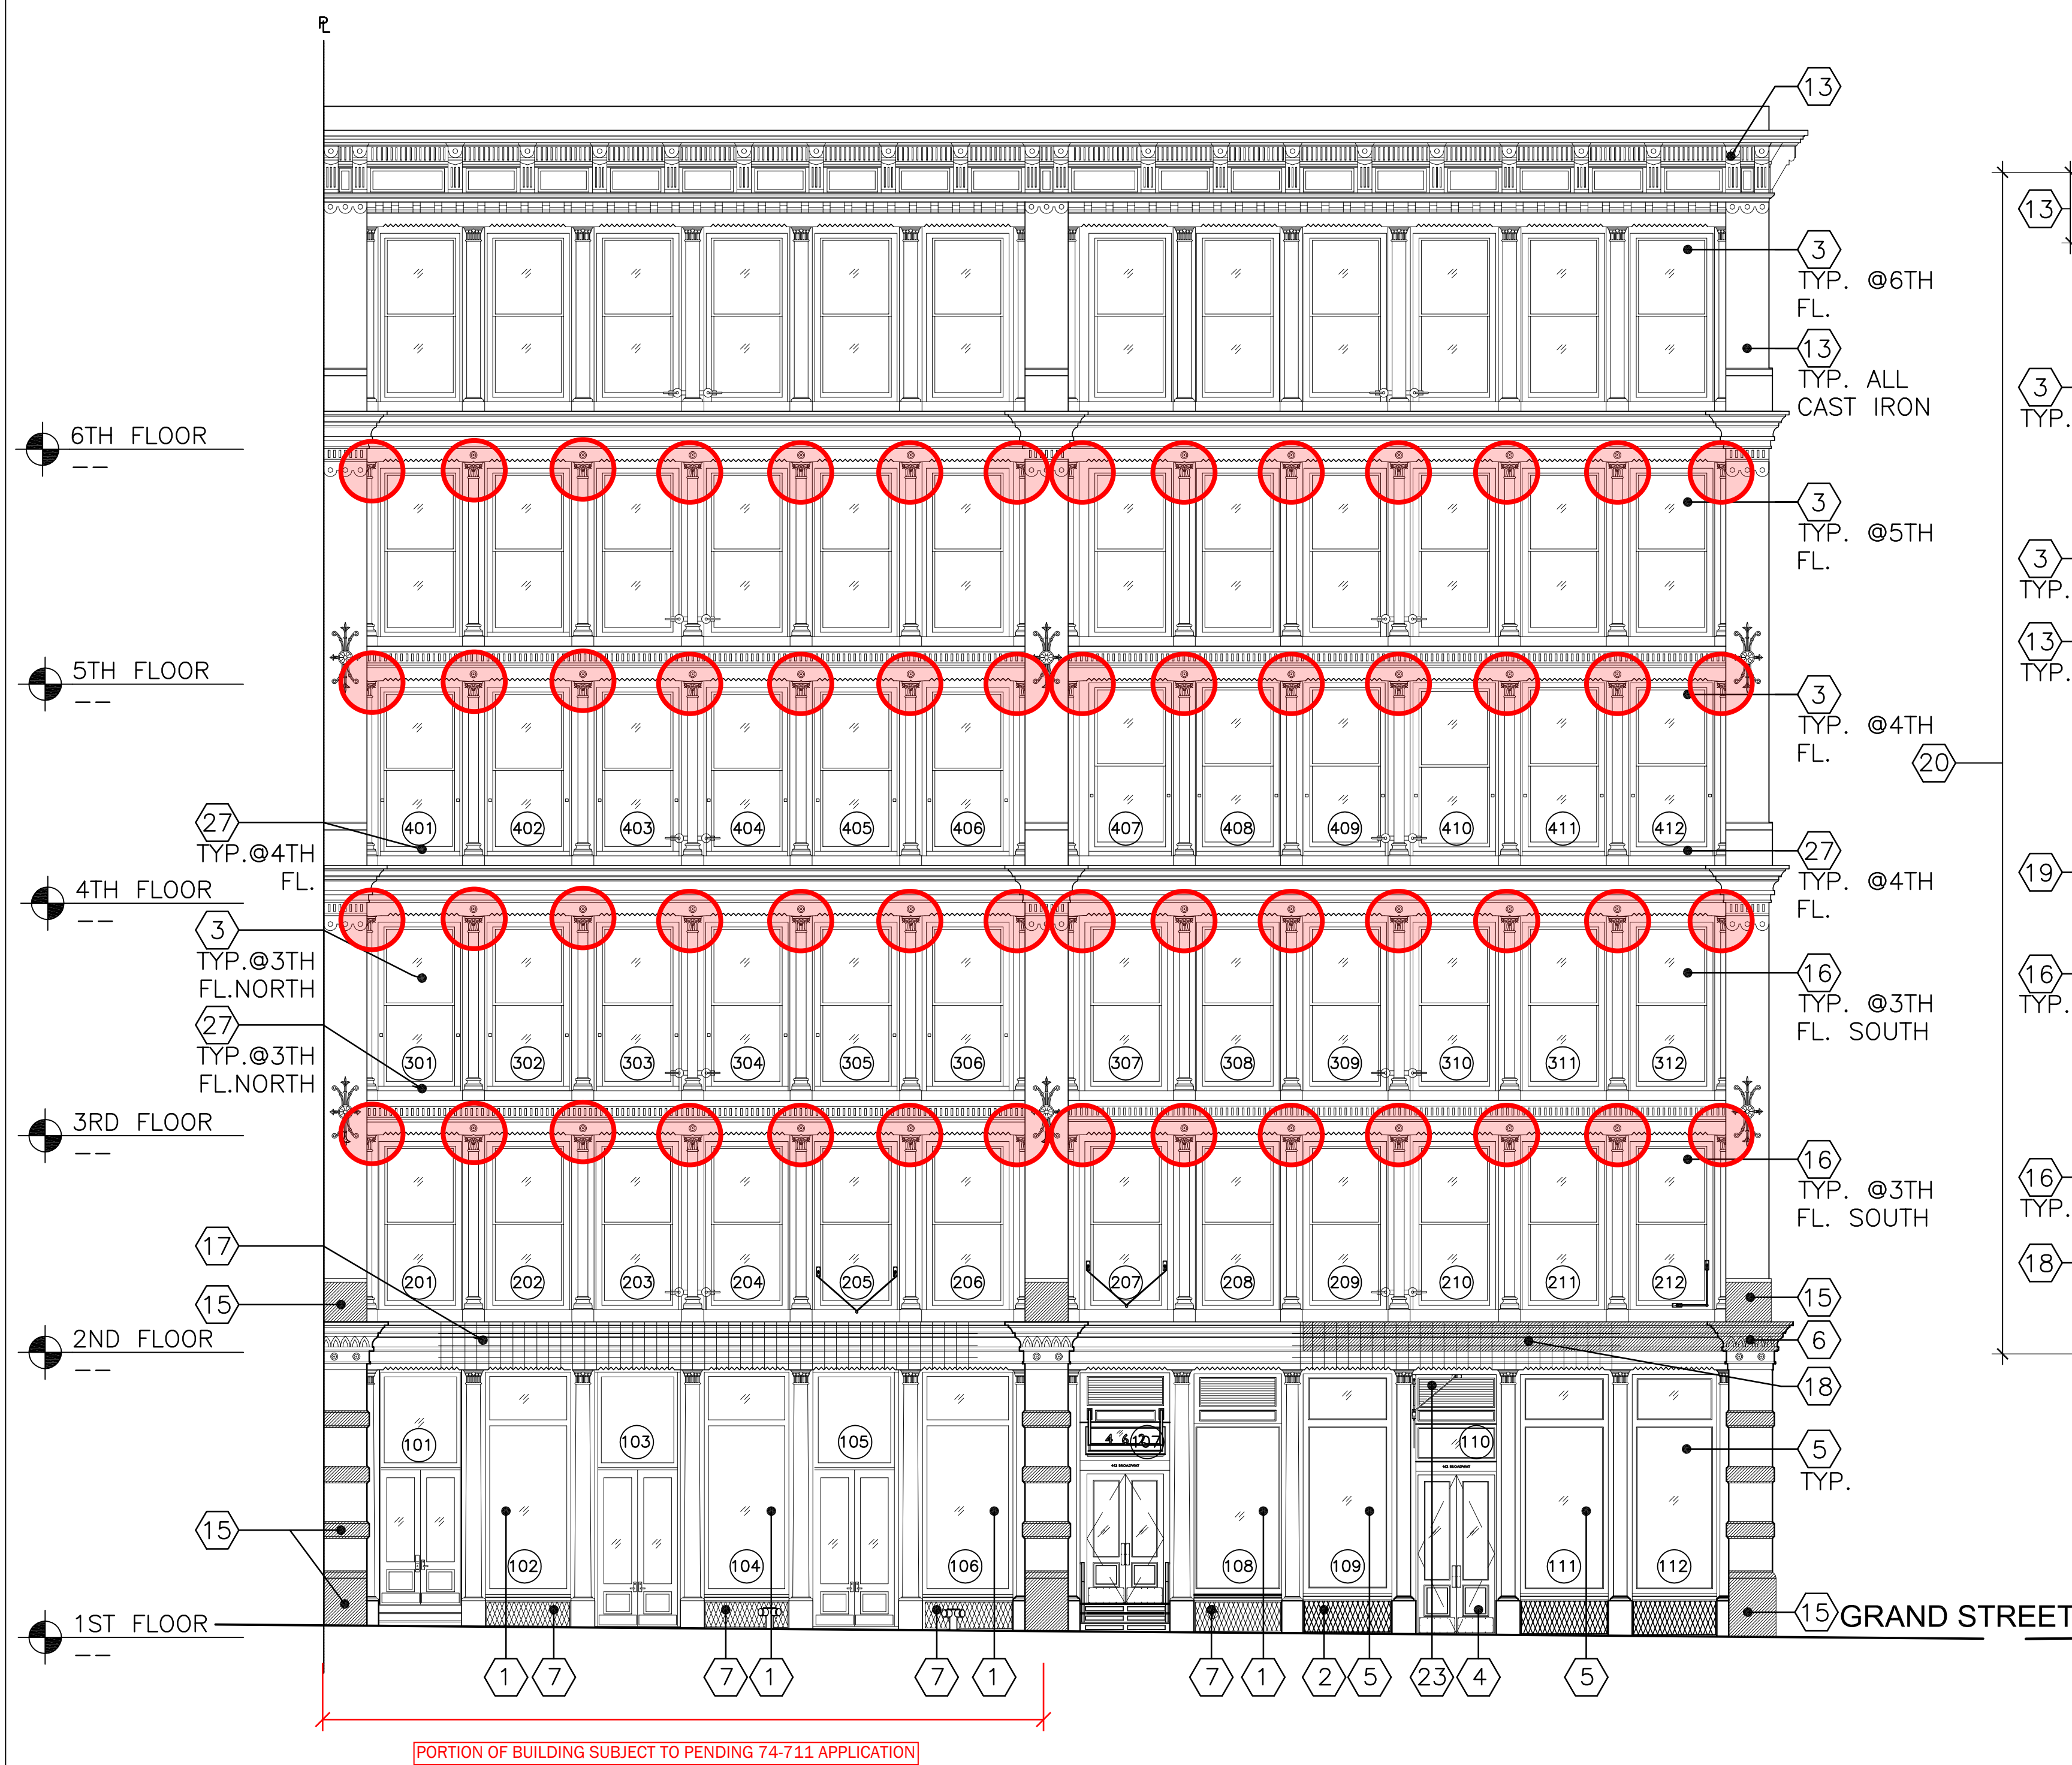 PL
13
13
3
TYP. @6TH
FL.
13
TYP. ALL
CAST IRON
3
TYP.
6TH FLOOR
--
3
TYP. @5TH
FL.
3
TYP.
13
TYP.
5TH FLOOR
--
3
TYP. @4TH
FL.
20
401 402 403 404 405 406 407 408 409 410 411 412
27
TYP.@4TH
FL.
27
TYP. @4TH
FL.
19
4TH FLOOR
--
3
TYP.@3TH
FL.NORTH
16
TYP. @3TH
FL. SOUTH
16
TYP.
27
TYP.@3TH
FL.NORTH
301 302 303 304 305 306 307 308 309 310 311 312
3RD FLOOR
--
16
TYP. @3TH
FL. SOUTH
16
TYP.
17
18
201 202 203 204 205 206 207 208 209 210 211 212
15
15
2ND FLOOR
--
6
18
101 103 105 4 6 2 107 110
462 BROADWAY 462 BROADWAY
5
TYP.
15
102 104 106 108 109 111 112
1ST FLOOR
--
15 GRAND STREET
1 7 7 1 7 1 7 1 2 5 23 4 5
PORTION OF BUILDING SUBJECT TO PENDING 74-711 APPLICATION